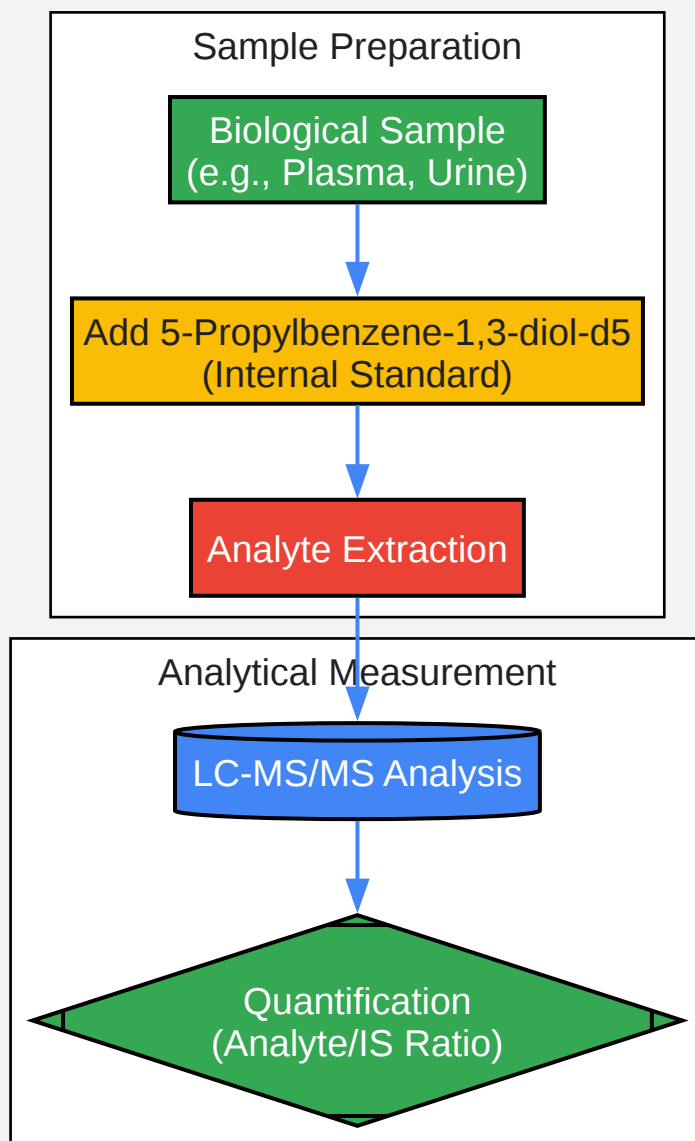 Sample Preparation
Biological Sample
(e.g., Plasma, Urine)
Add 5-Propylbenzene-1,3-diol-d5
(Internal Standard)
Analyte Extraction
Analytical Measurement
LC-MS/MS Analysis
Quantification
(Analyte/IS Ratio)